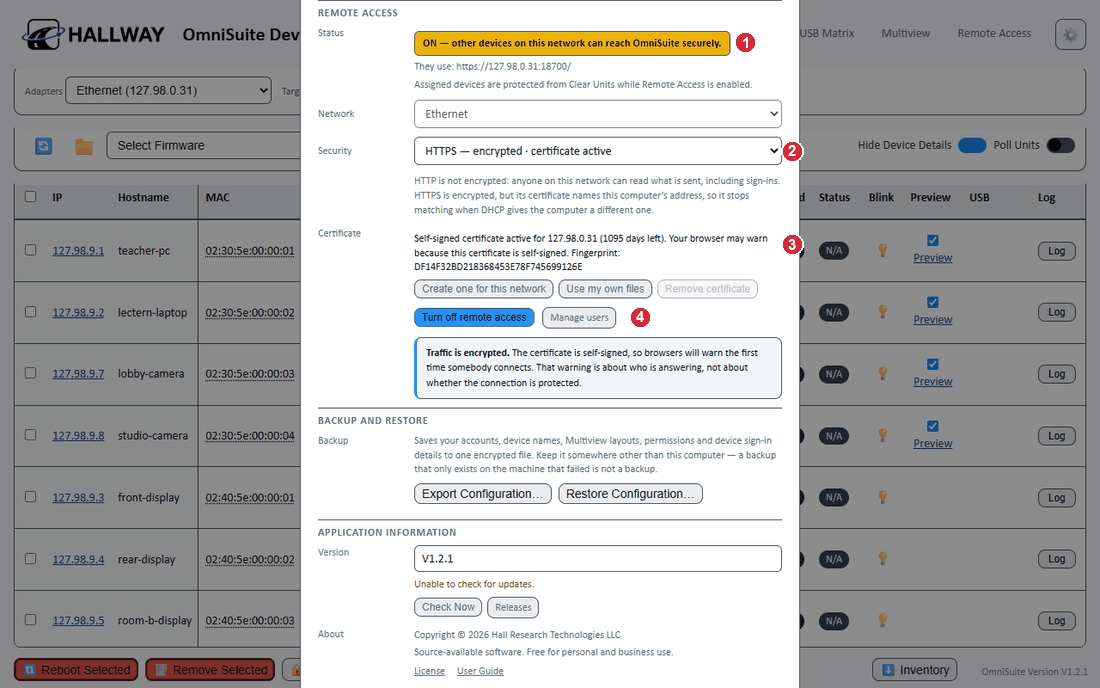 HALLWAY OmniSuite Dev
USB Matrix Multiview Remote Access
Adapters Ethernet (127.98.0.31) Targ
Select Firmware
Hide Device Details Poll Units
IP Hostname MAC
d Status Blink Preview USB Log
127.98.9.1 teacher-pc 02:30:5e:00:00:01 N/A Preview Log
127.98.9.2 lectern-laptop 02:30:5e:00:00:02 N/A Preview Log
127.98.9.7 lobby-camera 02:30:5e:00:00:03 N/A Preview Log
127.98.9.8 studio-camera 02:30:5e:00:00:04 N/A Preview Log
127.98.9.3 front-display 02:40:5e:00:00:01 N/A Log
127.98.9.4 rear-display 02:40:5e:00:00:02 N/A Log
127.98.9.5 room-b-display 02:40:5e:00:00:03 N/A Log
Reboot Selected Remove Selected
Inventory OmniSuite Version V1.2.1
REMOTE ACCESS
Status
ON — other devices on this network can reach OmniSuite securely. 1
They use: https://127.98.0.31:18700/
Assigned devices are protected from Clear Units while Remote Access is enabled.
Network Ethernet
Security HTTPS — encrypted · certificate active 2
HTTP is not encrypted: anyone on this network can read what is sent, including sign-ins.
HTTPS is encrypted, but its certificate names this computer's address, so it stops
matching when DHCP gives the computer a different one.
Certificate
Self-signed certificate active for 127.98.0.31 (1095 days left). Your browser may warn 3
because this certificate is self-signed. Fingerprint:
DF14F32BD218368453E78F745699126E
Create one for this network Use my own files Remove certificate
Turn off remote access Manage users 4
Traffic is encrypted. The certificate is self-signed, so browsers will warn the first
time somebody connects. That warning is about who is answering, not about
whether the connection is protected.
BACKUP AND RESTORE
Backup Saves your accounts, device names, Multiview layouts, permissions and device sign-in
details to one encrypted file. Keep it somewhere other than this computer — a backup
that only exists on the machine that failed is not a backup.
Export Configuration… Restore Configuration…
APPLICATION INFORMATION
Version V1.2.1
Unable to check for updates.
Check Now Releases
About Copyright © 2026 Hall Research Technologies LLC
Source-available software. Free for personal and business use.
License User Guide